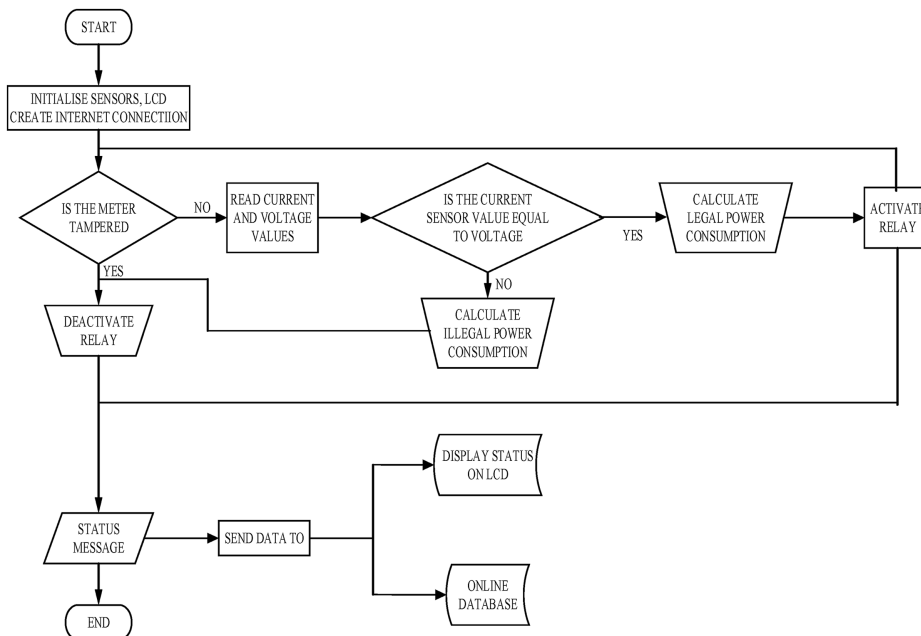 START
INITIALISE SENSORS, LCD
CREATE INTERNET CONNECTIION
IS THE METER
TAMPERED
NO
READ CURRENT
AND VOLTAGE
VALUES
IS THE CURRENT
SENSOR VALUE EQUAL
TO VOLTAGE
YES
CALCULATE
LEGAL POWER
CONSUMPTION
ACTIVATE
RELAY
YES
NO
DEACTIVATE
RELAY
CALCULATE
ILLEGAL POWER
CONSUMPTION
DISPLAY STATUS
ON LCD
STATUS
MESSAGE
SEND DATA TO
ONLINE
DATABASE
END